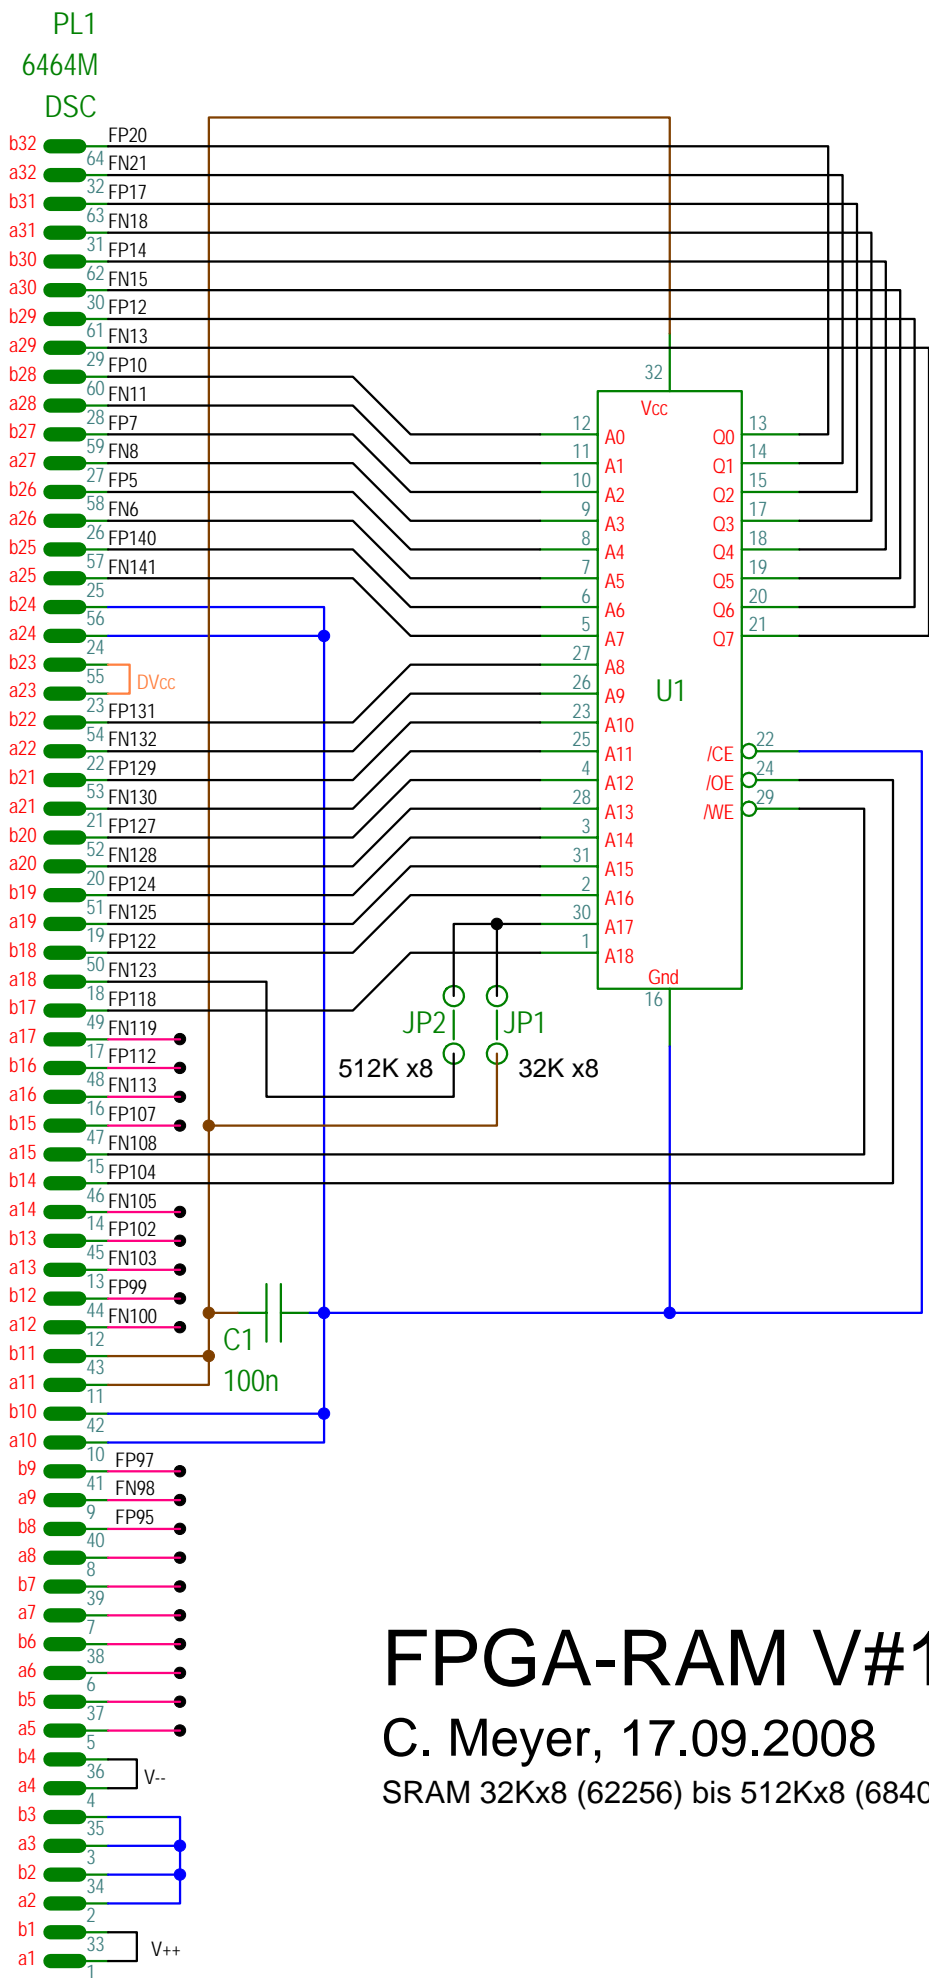 PL1
6464M
DSC
b32 64 FP20
a32 32 FN21
b31 63 FP17
a31 31 FN18
b30 62 FP14
a30 30 FN15
b29 61 FP12
a29 29 FN13
b28 60 FP10
a28 28 FN11
b27 59 FP7
a27 27 FN8
b26 58 FP5
a26 26 FN6
b25 57 FP140
a25 25 FN141
b24 56
a24 24
b23 55
a23 23
DVcc
b22 54 FP131
a22 22 FN132
b21 53 FP129
a21 21 FN130
b20 52 FP127
a20 20 FN128
b19 51 FP124
a19 19 FN125
b18 50 FP122
a18 18 FN123
b17 49 FP118
a17 17 FN119
b16 48 FP112
a16 16 FN113
b15 47 FP107
a15 15 FN108
b14 46 FP104
a14 14 FN105
b13 45 FP102
a13 13 FN103
b12 44 FP99
a12 12 FN100
b11 43
a11 11
b10 42
a10 10
b9 41 FP97
a9 9 FN98
b8 40 FP95
a8 8
b7 39
a7 7
b6 38
a6 6
b5 37
a5 5
b4 36
a4 4
V--
b3 35
a3 3
b2 34
a2 2
b1 33
a1 1
V++
32
Vcc
12 A0 Q0 13
11 A1 Q1 14
10 A2 Q2 15
9 A3 Q3 17
8 A4 Q4 18
7 A5 Q5 19
6 A6 Q6 20
5 A7 Q7 21
27 A8
26 A9
U1
23 A10
25 A11 /CE 22
4 A12 /OE 24
28 A13 /WE 29
3 A14
31 A15
2 A16
30 A17
1 A18
Gnd
16
JP2 JP1
512K x8 32K x8
C1
100n
FPGA-RAM V#1
C. Meyer, 17.09.2008
SRAM 32Kx8 (62256) bis 512Kx8 (6840